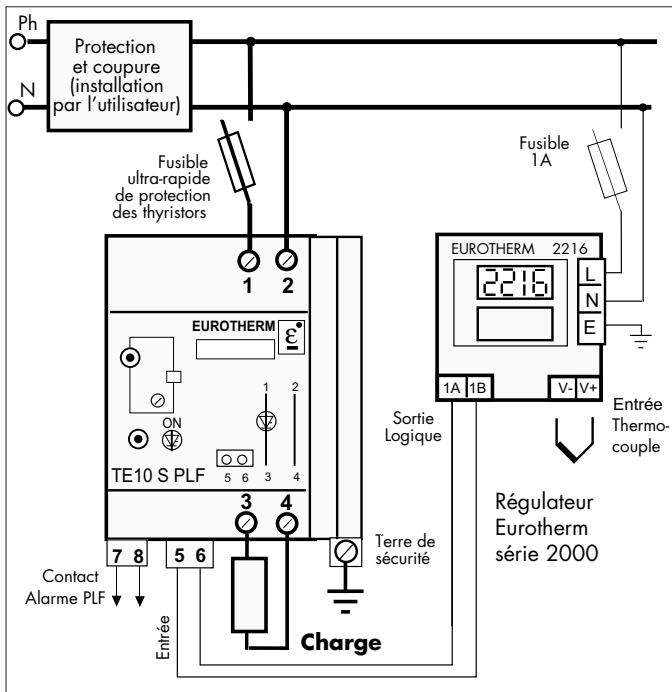 Ph
N
Protection
et coupure
(installation
par l'utilisateur)
Fusible
ultra-rapide
de protection
des thyristors
Fusible
1A
1 2
EUROTHERM
ε
ON
1 2
5 6 3 4
TE10 S PLF
3 4
7 8 5 6
Contact
Alarme PLF
Entrée
Charge
Terre de
sécurité
EUROTHERM 2216
2216
L
N
E
1A 1B V- V+
Sortie
Logique
Entrée
Thermo-
couple
Régulateur
Eurotherm
série 2000